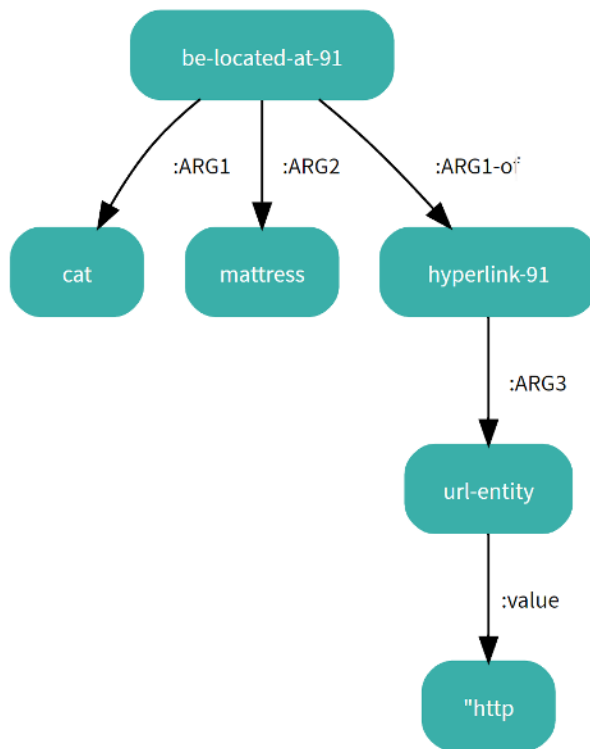 be-located-at-91
:ARG1 :ARG2 :ARG1-of
cat mattress hyperlink-91
:ARG3
url-entity
:value
"http